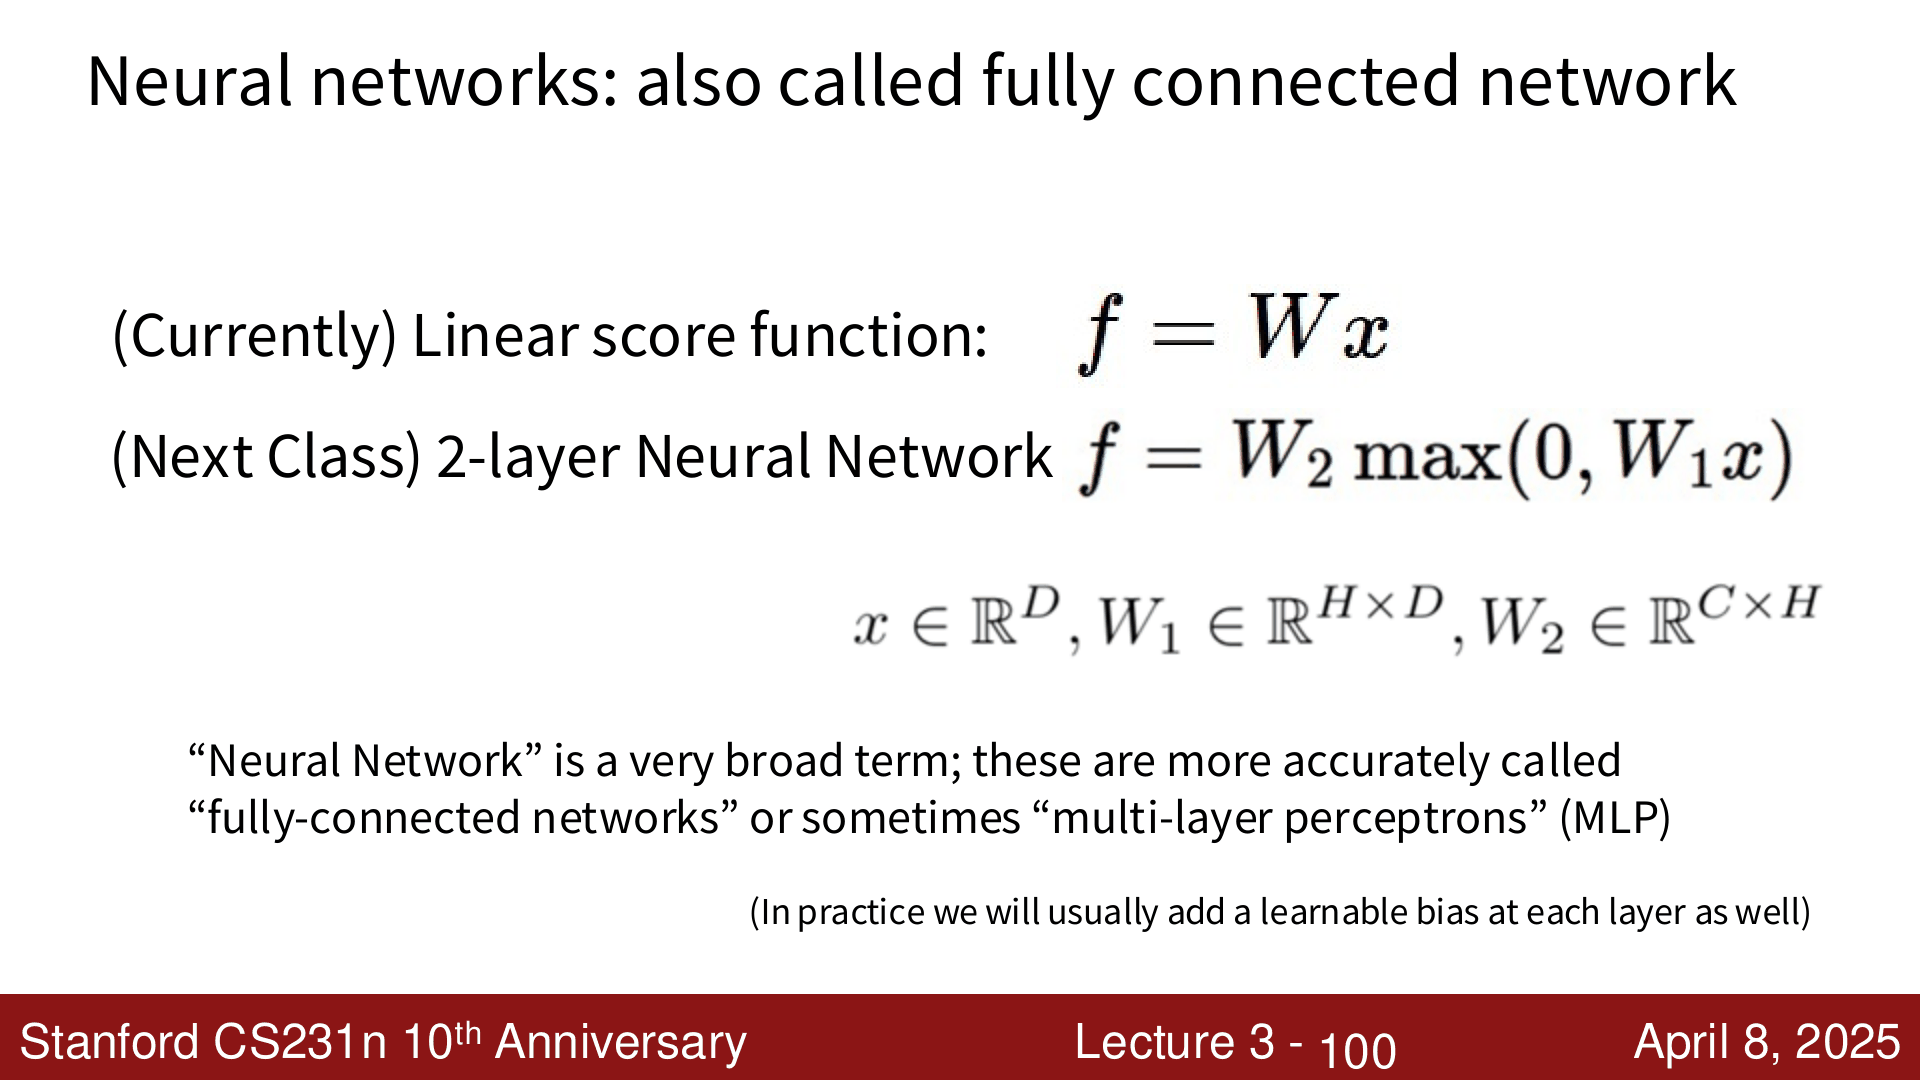 Neural networks: also called fully connected network
(Currently) Linear score function: f = Wx
(Next Class) 2-layer Neural Network f = W₂ max(0, W₁x)
x ∈ ℝᴰ, W₁ ∈ ℝ^{H×D}, W₂ ∈ ℝ^{C×H}
“Neural Network” is a very broad term; these are more accurately called
“fully-connected networks” or sometimes “multi-layer perceptrons” (MLP)
(In practice we will usually add a learnable bias at each layer as well)
Stanford CS231n 10th Anniversary Lecture 3 - 100 April 8, 2025